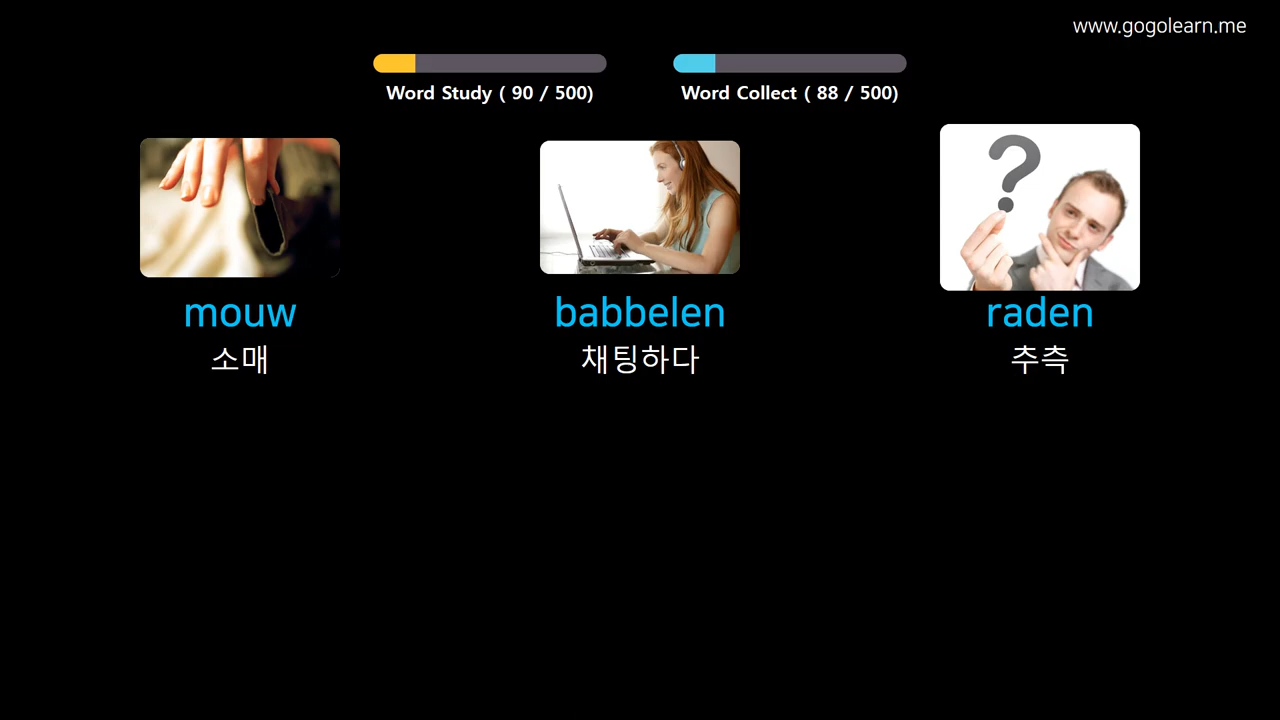 www.gogolearn.me
Word Study ( 90 / 500)
Word Collect ( 88 / 500)
mouw
babbelen
raden
소매
채팅하다
추측